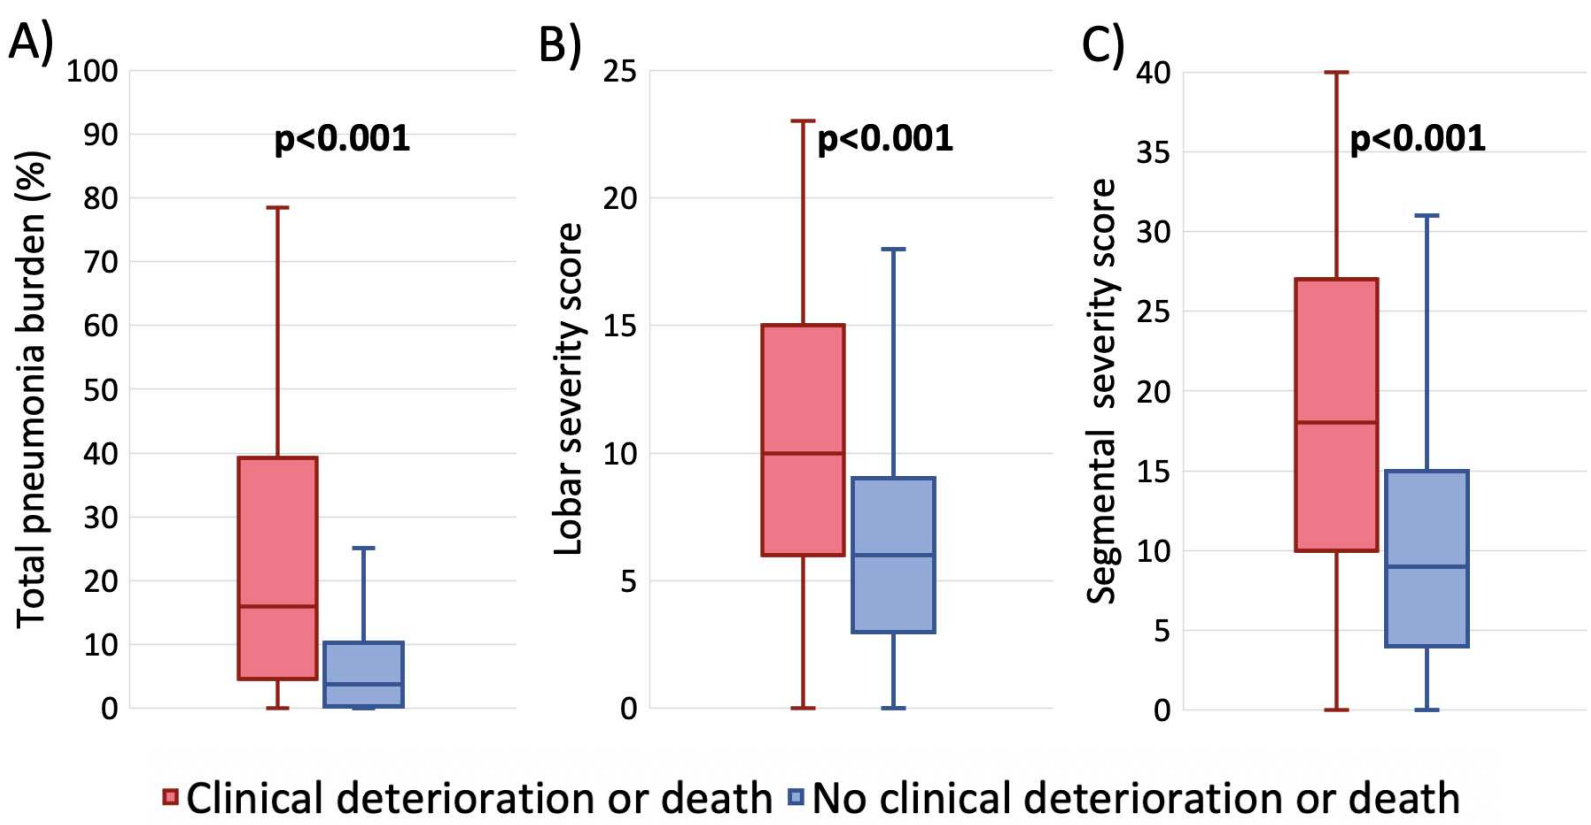 A)
Total pneumonia burden (%)
100
90
80
70
60
50
40
30
20
10
0
p<0.001
B)
Lobar severity score
25
20
15
10
5
0
p<0.001
C)
Segmental severity score
40
35
30
25
20
15
10
5
0
p<0.001
Clinical deterioration or death No clinical deterioration or death